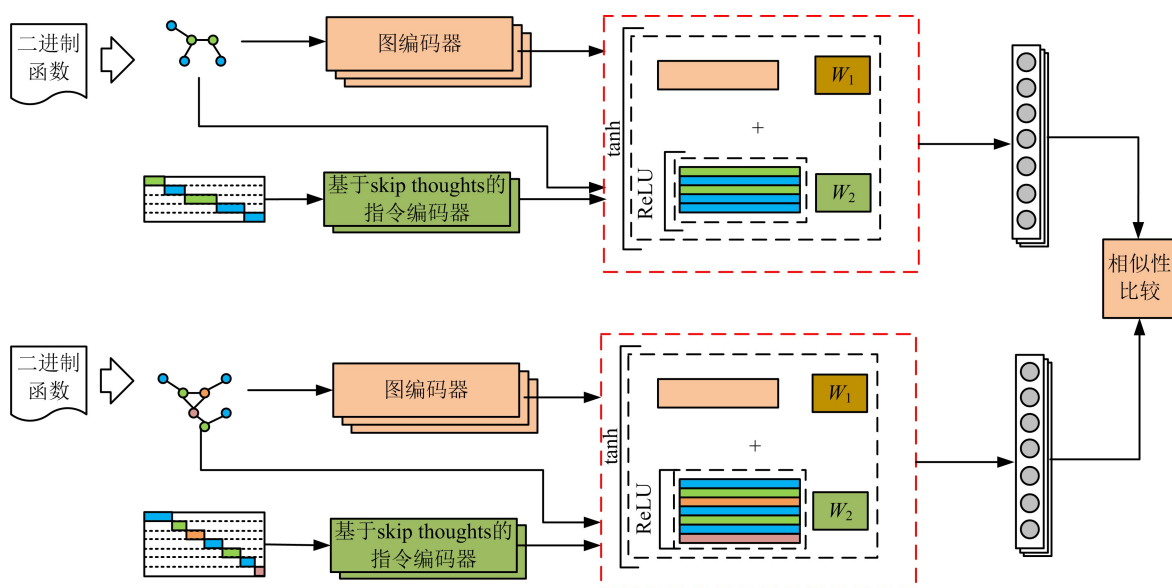 二进制
函数
图编码器
基于skip thoughts的
指令编码器
tanh
ReLU
W1
+
W2
相似性
比较
二进制
函数
图编码器
基于skip thoughts的
指令编码器
tanh
ReLU
W1
+
W2